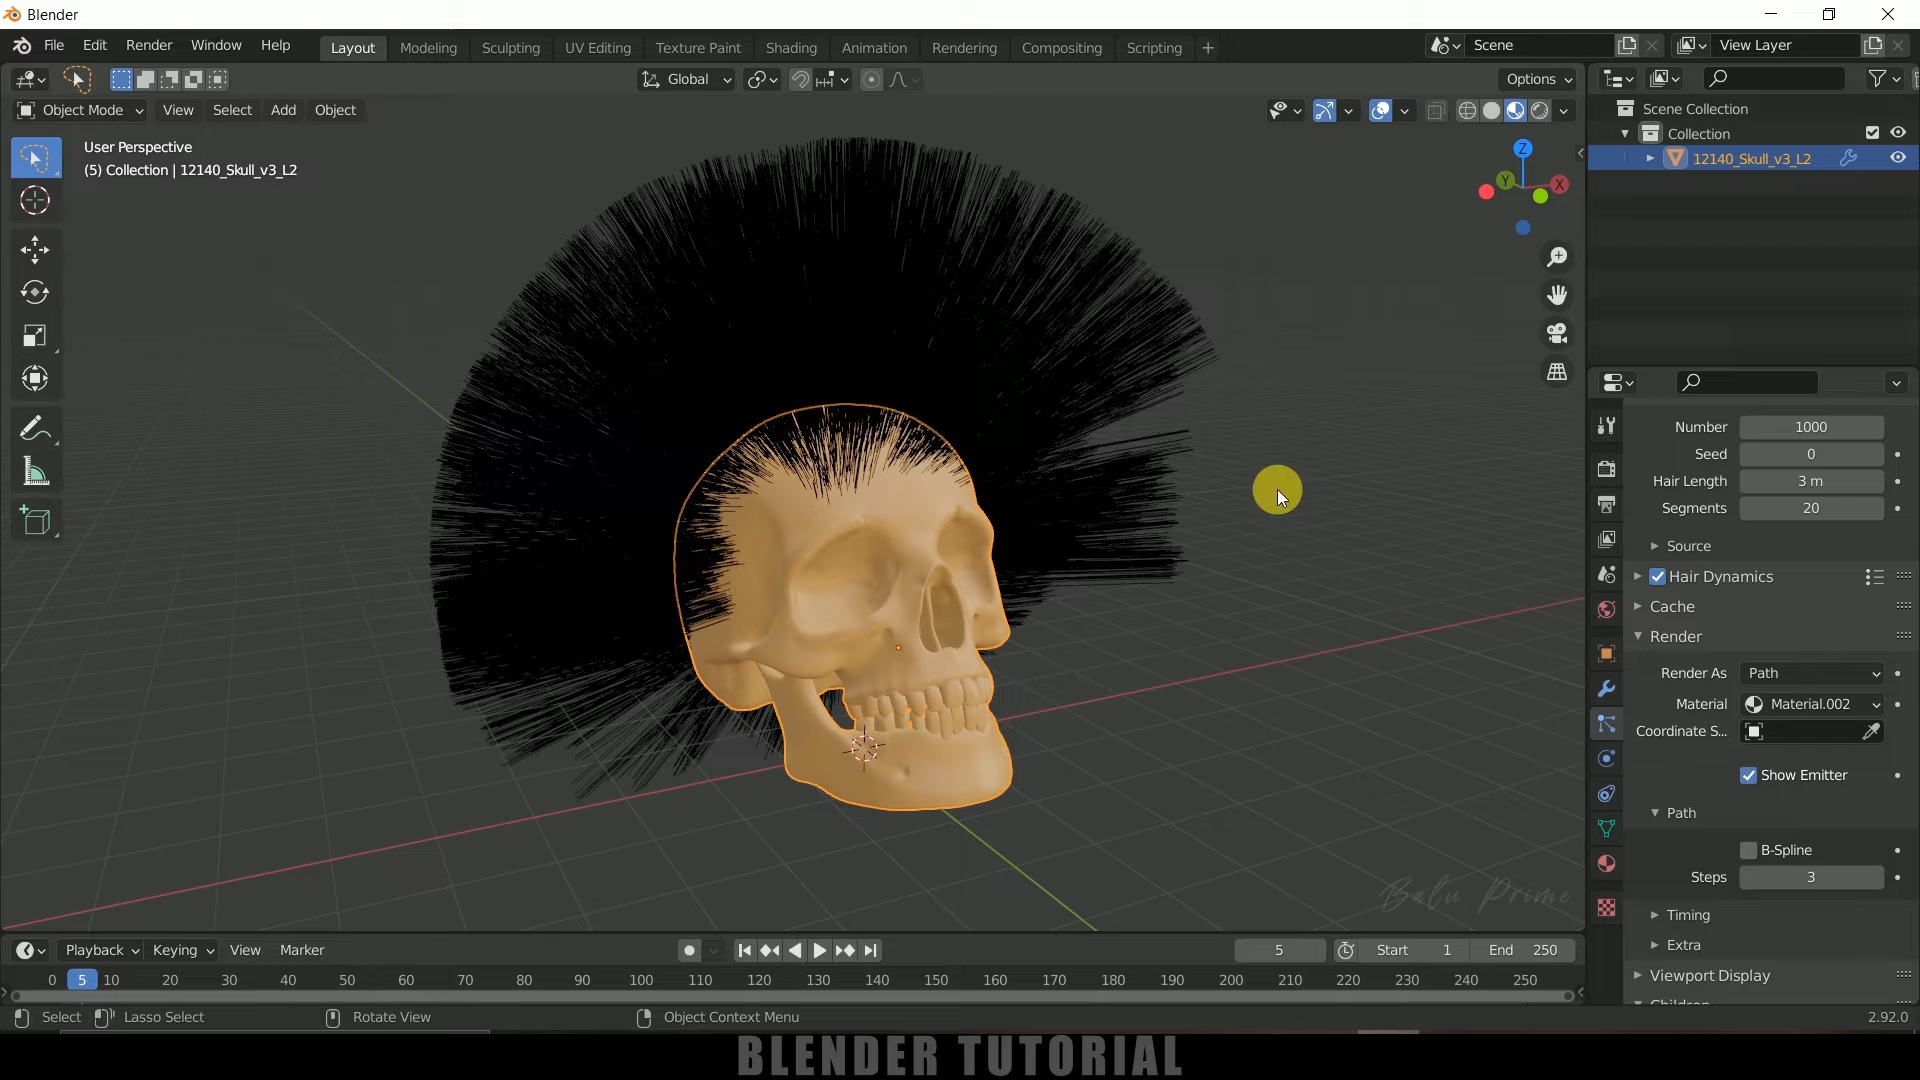 Blender
File Edit Render Window Help Layout Modeling Sculpting UV Editing Texture Paint Shading Animation Rendering Compositing Scripting + Scene View Layer
Global Options
Object Mode View Select Add Object
User Perspective
(5) Collection | 12140_Skull_v3_L2
Z
Y
X
Scene Collection
Collection
12140_Skull_v3_L2
Number 1000
Seed 0
Hair Length 3 m
Segments 20
Source
Hair Dynamics
Cache
Render
Render As Path
Material Material.002
Coordinate S...
Show Emitter
Path
B-Spline
Steps 3
Timing
Extra
Viewport Display
Children
Balu Prime
Playback Keying View Marker 5 Start 1 End 250
0 5 10 20 30 40 50 60 70 80 90 100 110 120 130 140 150 160 170 180 190 200 210 220 230 240 250
Select Lasso Select Rotate View Object Context Menu 2.92.0
BLENDER TUTORIAL